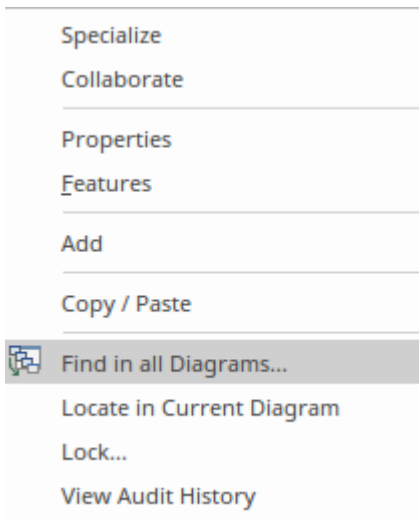 Specialize
Collaborate
Properties
Features
Add
Copy / Paste
Find in all Diagrams...
Locate in Current Diagram
Lock...
View Audit History